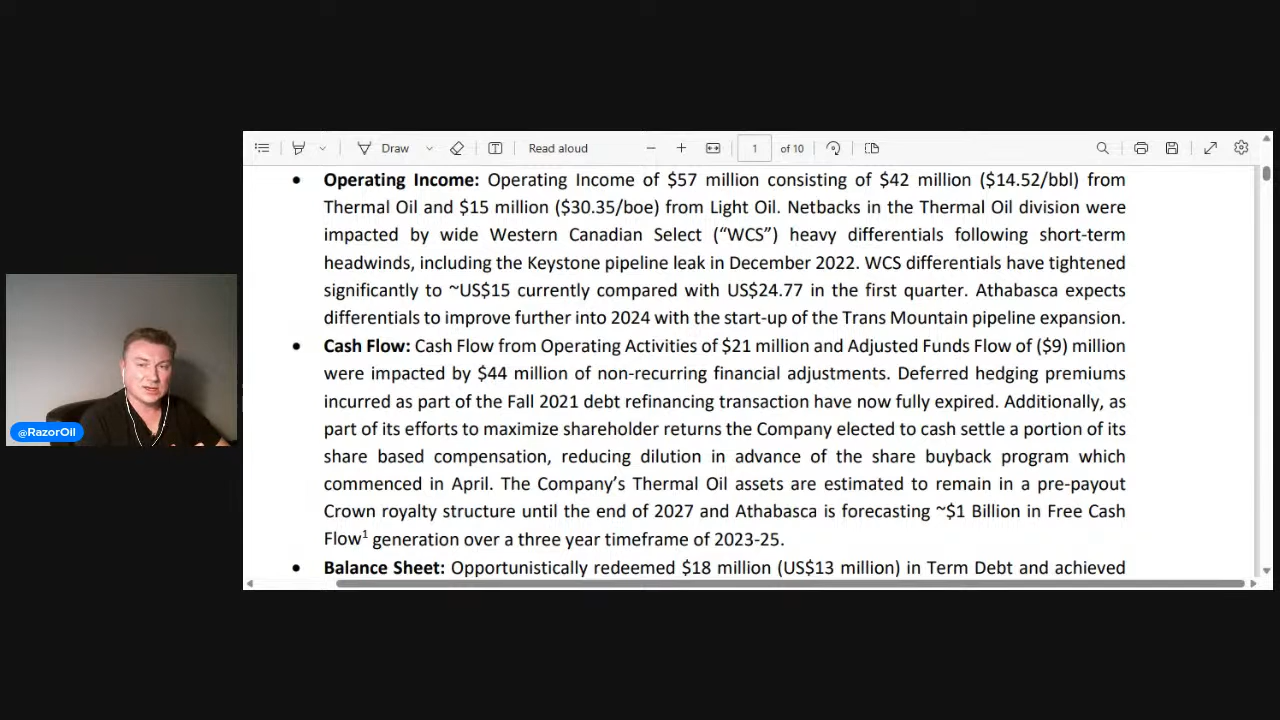 Draw
Read aloud
1
of 10
• Operating Income: Operating Income of $57 million consisting of $42 million ($14.52/bbl) from
Thermal Oil and $15 million ($30.35/boe) from Light Oil. Netbacks in the Thermal Oil division were
impacted by wide Western Canadian Select (“WCS”) heavy differentials following short-term
headwinds, including the Keystone pipeline leak in December 2022. WCS differentials have tightened
significantly to ~US$15 currently compared with US$24.77 in the first quarter. Athabasca expects
differentials to improve further into 2024 with the start-up of the Trans Mountain pipeline expansion.
• Cash Flow: Cash Flow from Operating Activities of $21 million and Adjusted Funds Flow of ($9) million
were impacted by $44 million of non-recurring financial adjustments. Deferred hedging premiums
incurred as part of the Fall 2021 debt refinancing transaction have now fully expired. Additionally, as
part of its efforts to maximize shareholder returns the Company elected to cash settle a portion of its
share based compensation, reducing dilution in advance of the share buyback program which
commenced in April. The Company’s Thermal Oil assets are estimated to remain in a pre-payout
Crown royalty structure until the end of 2027 and Athabasca is forecasting ~$1 Billion in Free Cash
Flow¹ generation over a three year timeframe of 2023-25.
• Balance Sheet: Opportunistically redeemed $18 million (US$13 million) in Term Debt and achieved
@RazorOil